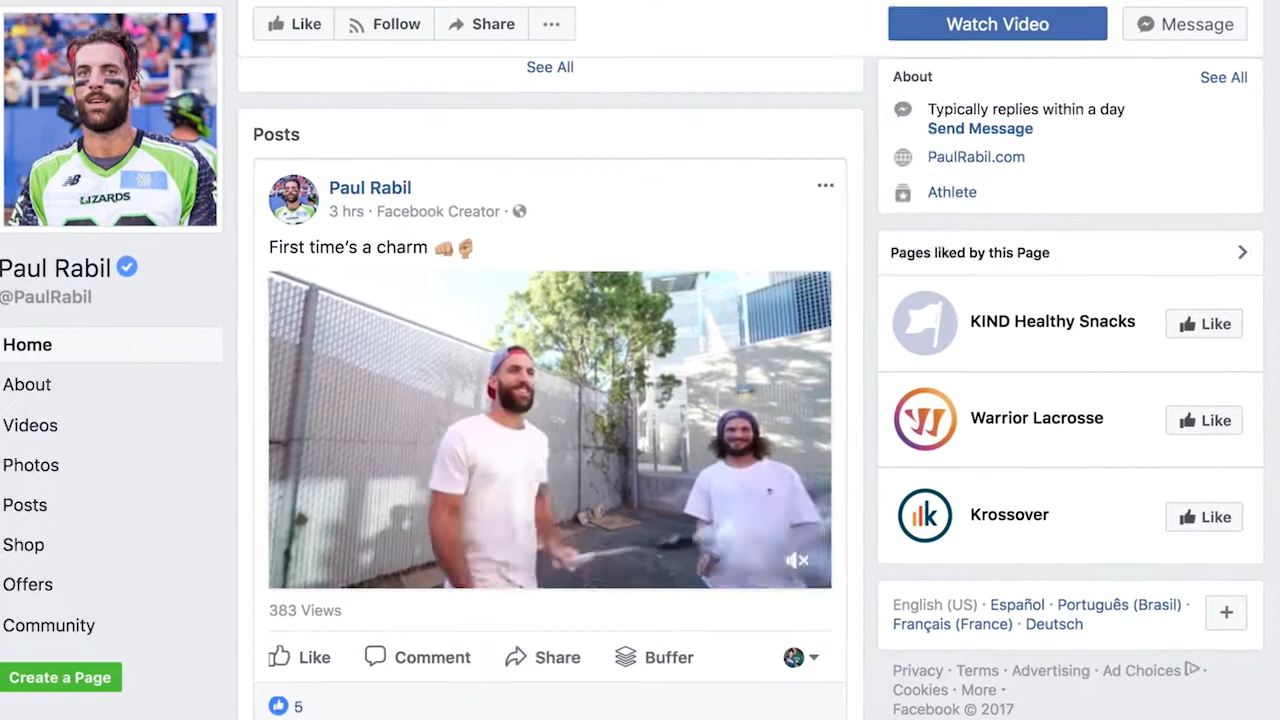 Like
Follow
Share
...
Watch Video
Message
See All
LIZARDS
Paul Rabil
@PaulRabil
Home
About
Videos
Photos
Posts
Shop
Offers
Community
Create a Page
Posts
Paul Rabil
3 hrs · Facebook Creator ·
First time's a charm 👊🏼✊🏼
383 Views
Like
Comment
Share
Buffer
5
About
See All
Typically replies within a day
Send Message
PaulRabil.com
Athlete
Pages liked by this Page
KIND Healthy Snacks
Like
Warrior Lacrosse
Like
Krossover
Like
English (US) · Español · Português (Brasil) ·
Français (France) · Deutsch
+
Privacy · Terms · Advertising · Ad Choices ·
Cookies · More
Facebook © 2017